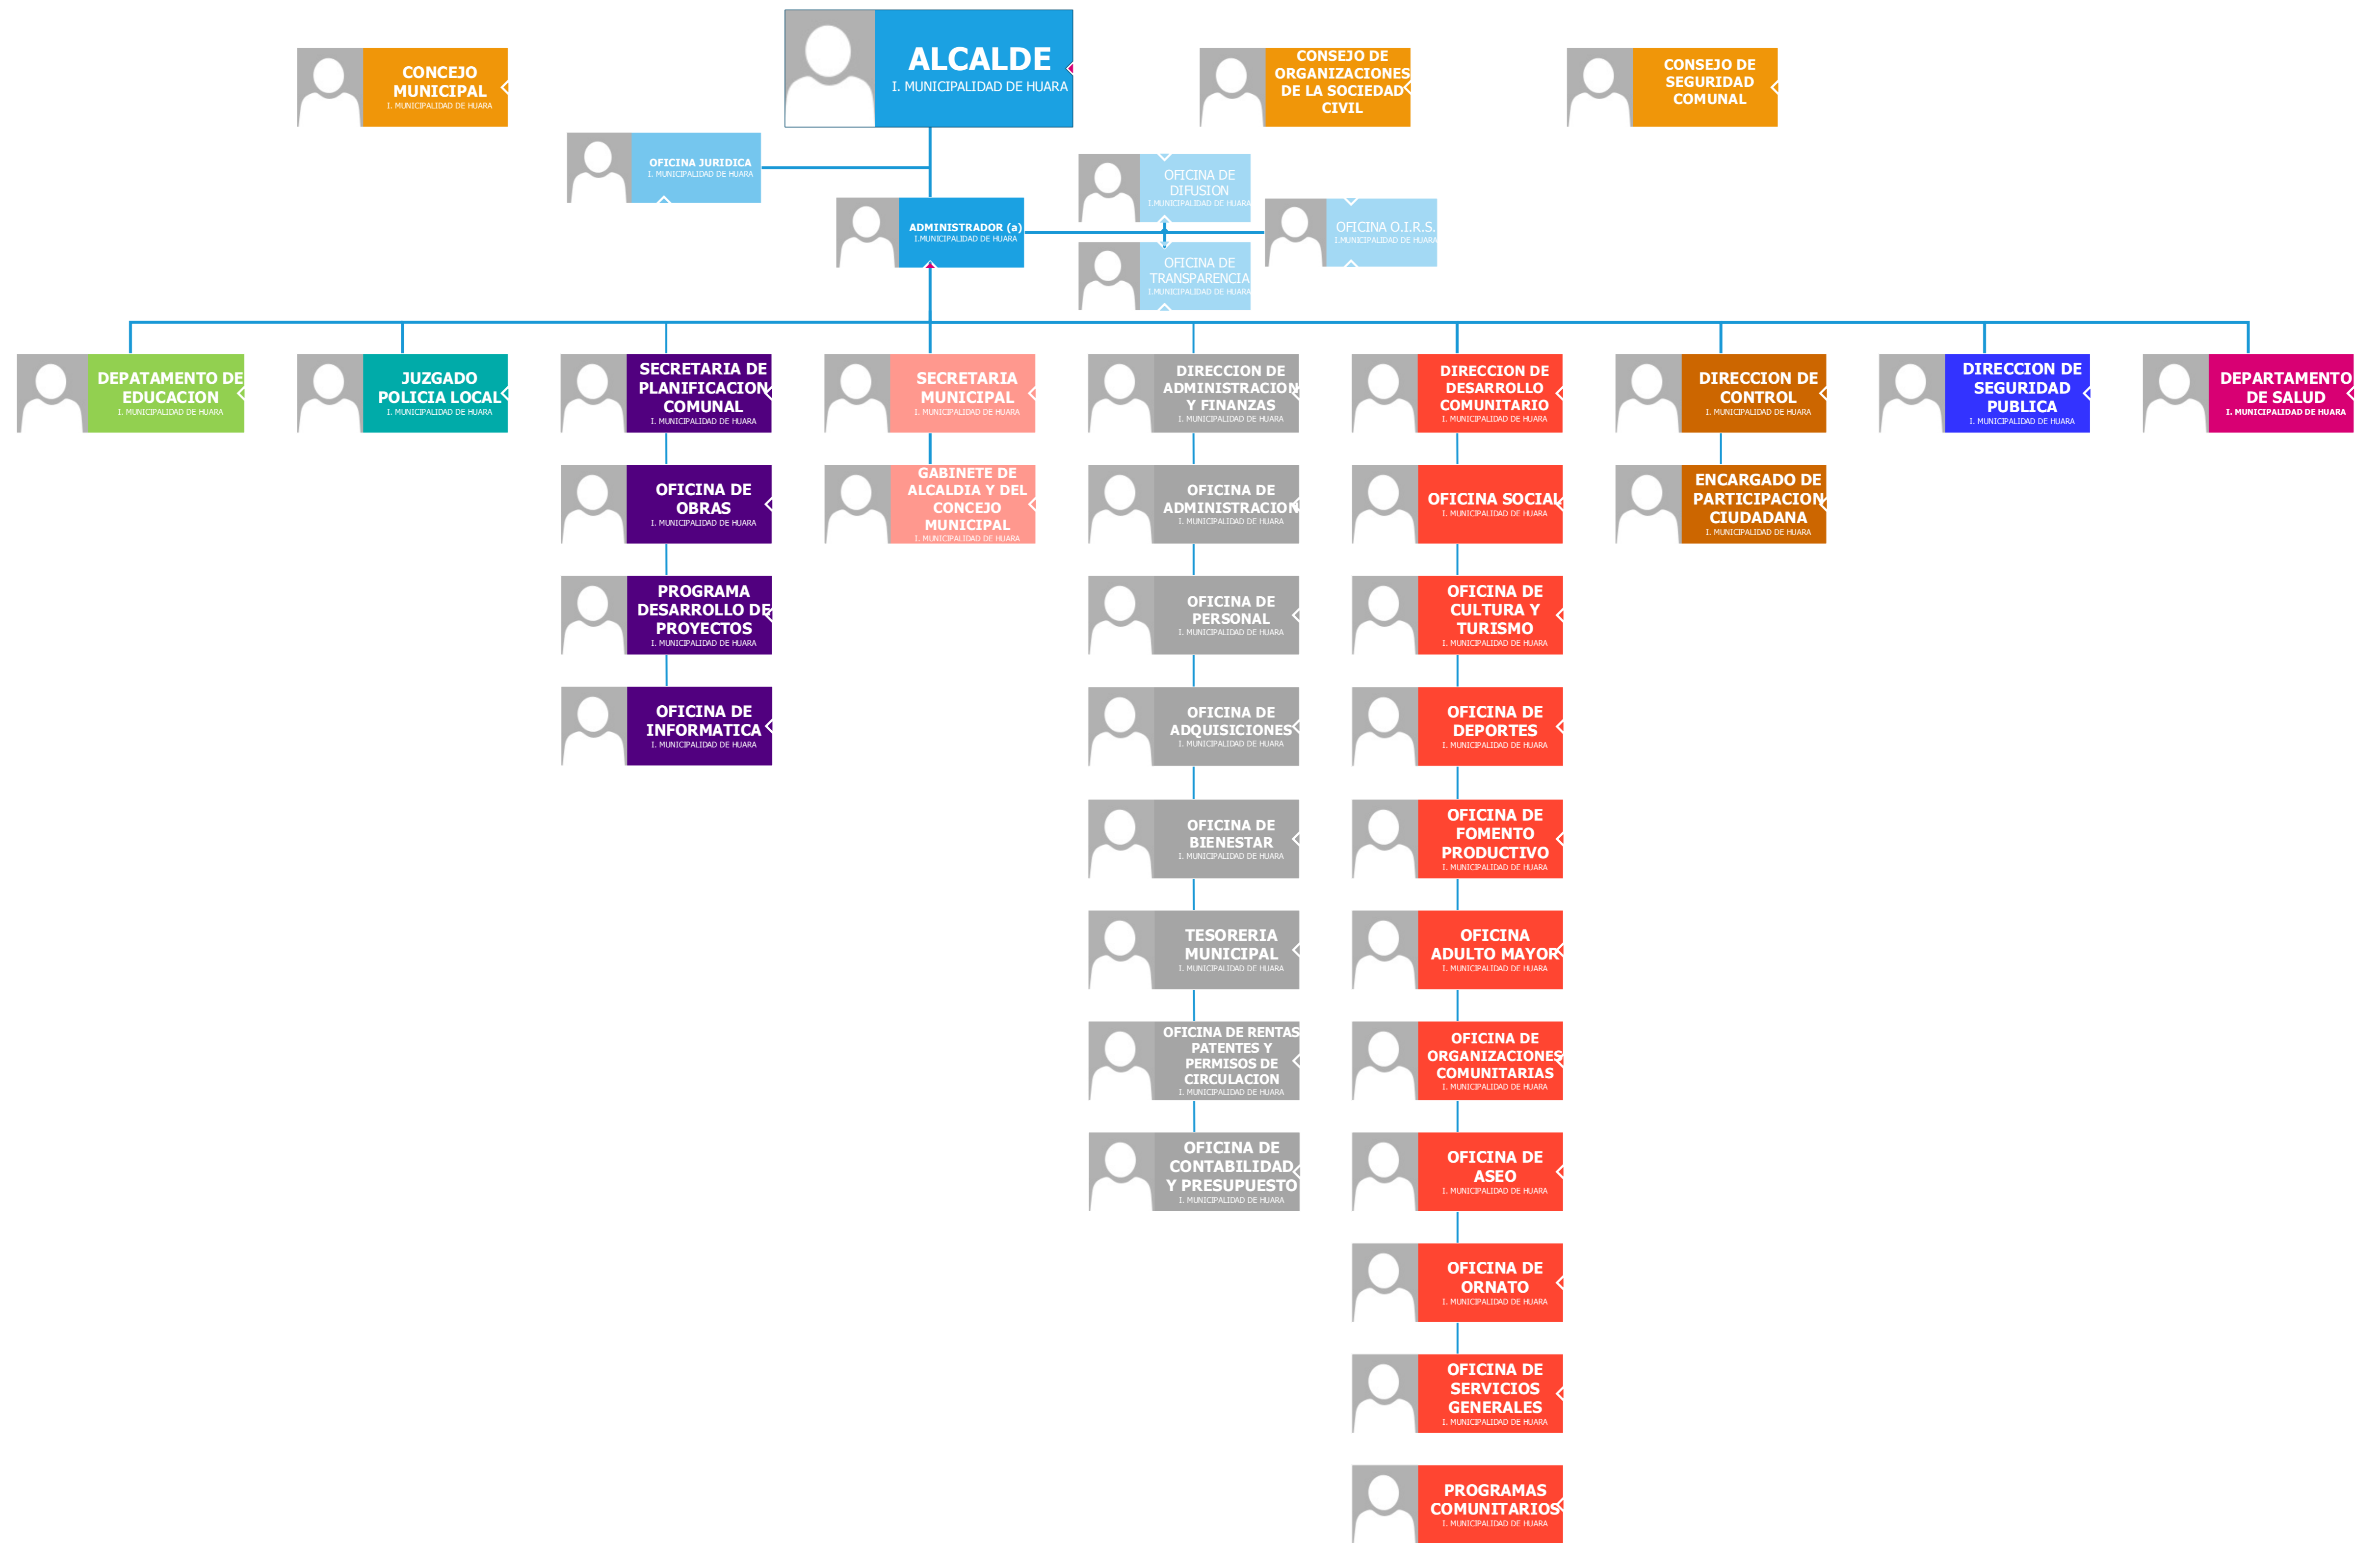 ALCALDE
I. MUNICIPALIDAD DE HUARA
CONCEJO
MUNICIPAL
I. MUNICIPALIDAD DE HUARA
CONSEJO DE
ORGANIZACIONES
DE LA SOCIEDAD
CIVIL
CONSEJO DE
SEGURIDAD
COMUNAL
OFICINA JURIDICA
I. MUNICIPALIDAD DE HUARA
OFICINA DE
DIFUSION
I.MUNICIPALIDAD DE HUARA
ADMINISTRADOR (a)
I.MUNICIPALIDAD DE HUARA
OFICINA O.I.R.S.
I.MUNICIPALIDAD DE HUARA
OFICINA DE
TRANSPARENCIA
I.MUNICIPALIDAD DE HUARA
DEPATAMENTO DE
EDUCACION
I. MUNICIPALIDAD DE HUARA
JUZGADO
POLICIA LOCAL
I. MUNICIPALIDAD DE HUARA
SECRETARIA DE
PLANIFICACION
COMUNAL
I. MUNICIPALIDAD DE HUARA
SECRETARIA
MUNICIPAL
I. MUNICIPALIDAD DE HUARA
DIRECCION DE
ADMINISTRACION
Y FINANZAS
I. MUNICIPALIDAD DE HUARA
DIRECCION DE
DESARROLLO
COMUNITARIO
I. MUNICIPALIDAD DE HUARA
DIRECCION DE
CONTROL
I. MUNICIPALIDAD DE HUARA
DIRECCION DE
SEGURIDAD
PUBLICA
I. MUNICIPALIDAD DE HUARA
DEPARTAMENTO
DE SALUD
I. MUNICIPALIDAD DE HUARA
OFICINA DE
OBRAS
I. MUNICIPALIDAD DE HUARA
GABINETE DE
ALCALDIA Y DEL
CONCEJO
MUNICIPAL
I. MUNICIPALIDAD DE HUARA
OFICINA DE
ADMINISTRACION
I. MUNICIPALIDAD DE HUARA
OFICINA SOCIAL
I. MUNICIPALIDAD DE HUARA
ENCARGADO DE
PARTICIPACION
CIUDADANA
I. MUNICIPALIDAD DE HUARA
PROGRAMA
DESARROLLO DE
PROYECTOS
I. MUNICIPALIDAD DE HUARA
OFICINA DE
PERSONAL
I. MUNICIPALIDAD DE HUARA
OFICINA DE
CULTURA Y
TURISMO
I. MUNICIPALIDAD DE HUARA
OFICINA DE
INFORMATICA
I. MUNICIPALIDAD DE HUARA
OFICINA DE
ADQUISICIONES
I. MUNICIPALIDAD DE HUARA
OFICINA DE
DEPORTES
I. MUNICIPALIDAD DE HUARA
OFICINA DE
BIENESTAR
I. MUNICIPALIDAD DE HUARA
OFICINA DE
FOMENTO
PRODUCTIVO
I. MUNICIPALIDAD DE HUARA
TESORERIA
MUNICIPAL
I. MUNICIPALIDAD DE HUARA
OFICINA
ADULTO MAYOR
I. MUNICIPALIDAD DE HUARA
OFICINA DE RENTAS
PATENTES Y
PERMISOS DE
CIRCULACION
I. MUNICIPALIDAD DE HUARA
OFICINA DE
ORGANIZACIONES
COMUNITARIAS
I. MUNICIPALIDAD DE HUARA
OFICINA DE
CONTABILIDAD
Y PRESUPUESTO
I. MUNICIPALIDAD DE HUARA
OFICINA DE
ASEO
I. MUNICIPALIDAD DE HUARA
OFICINA DE
ORNATO
I. MUNICIPALIDAD DE HUARA
OFICINA DE
SERVICIOS
GENERALES
I. MUNICIPALIDAD DE HUARA
PROGRAMAS
COMUNITARIOS
I. MUNICIPALIDAD DE HUARA